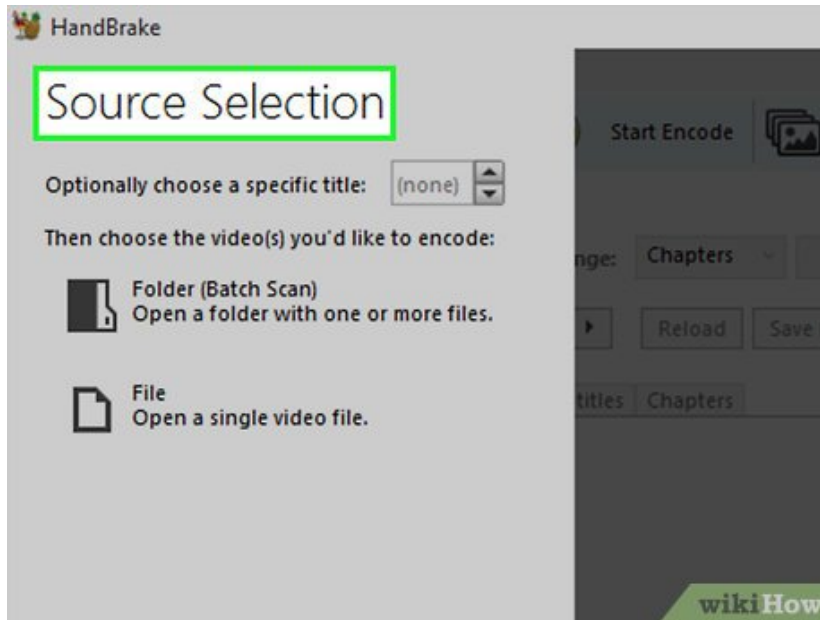 HandBrake
Source Selection
Optionally choose a specific title: (none)
Then choose the video(s) you'd like to encode:
Folder (Batch Scan)
Open a folder with one or more files.
File
Open a single video file.
Start Encode
nge: Chapters
Reload Save
titles Chapters
wikiHow